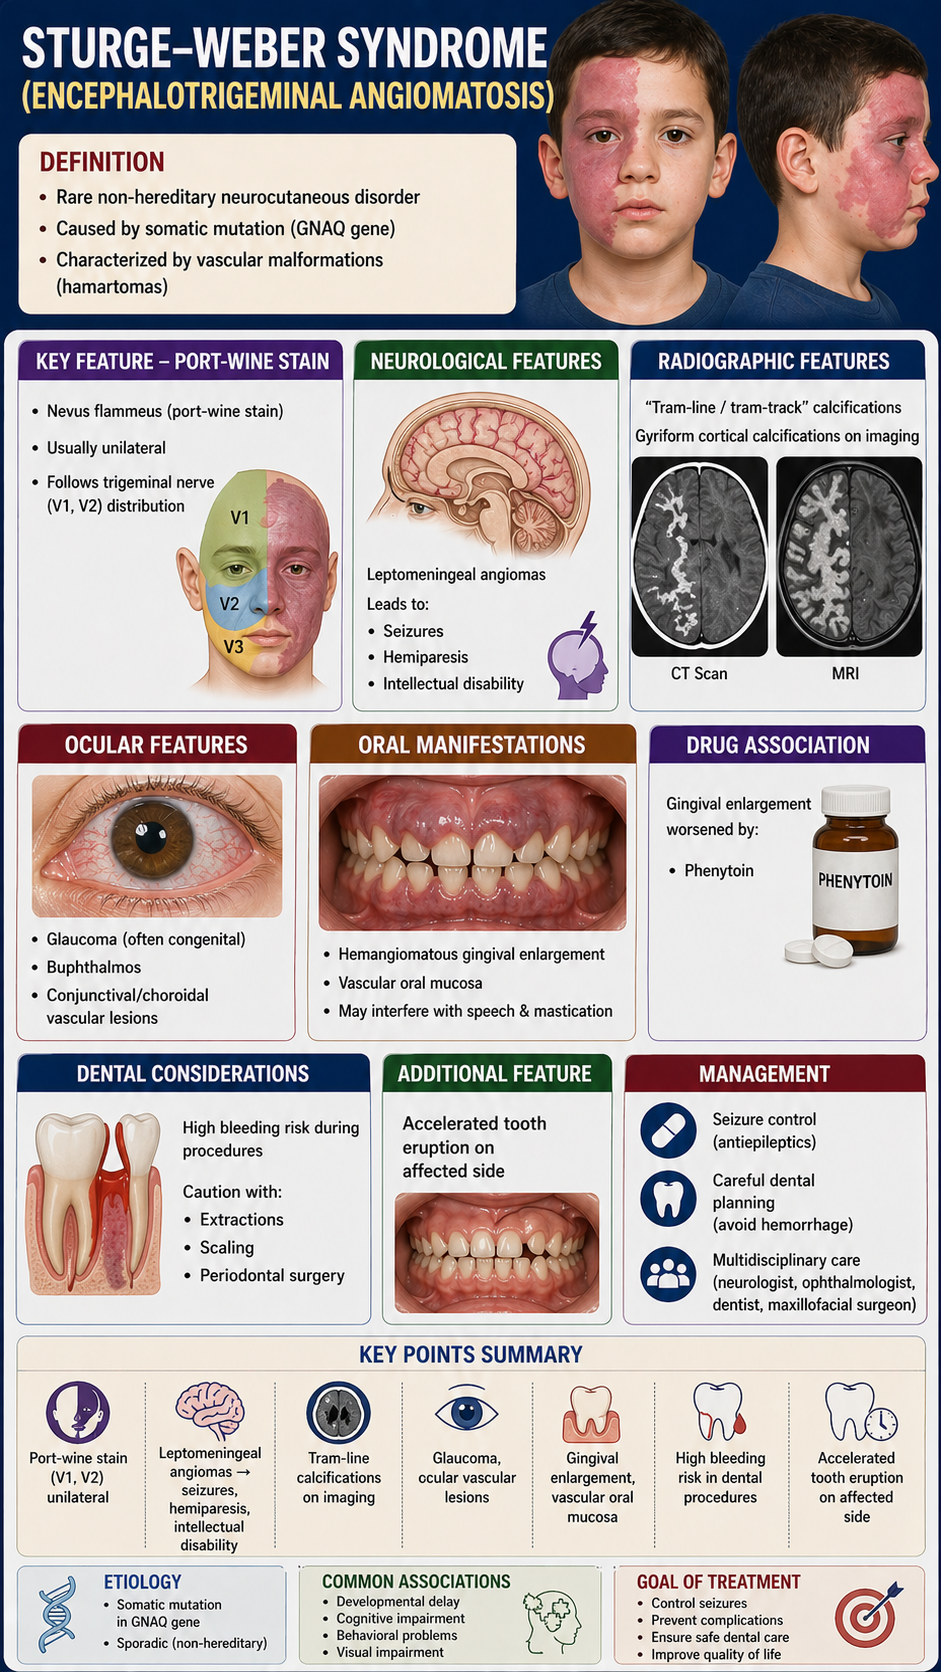 STURGE–WEBER SYNDROME
(ENCEPHALOTRIGEMINAL ANGIOMATOSIS)
DEFINITION
• Rare non-hereditary neurocutaneous disorder
• Caused by somatic mutation (GNAQ gene)
• Characterized by vascular malformations
(hamartomas)
KEY FEATURE – PORT-WINE STAIN
• Nevus flammeus (port-wine stain)
• Usually unilateral
• Follows trigeminal nerve
(V1, V2) distribution
V1
V2
V3
NEUROLOGICAL FEATURES
Leptomeningeal angiomas
Leads to:
• Seizures
• Hemiparesis
• Intellectual disability
RADIOGRAPHIC FEATURES
“Tram-line / tram-track” calcifications
Gyriform cortical calcifications on imaging
CT Scan
MRI
OCULAR FEATURES
• Glaucoma (often congenital)
• Buphthalmos
• Conjunctival/choroidal
vascular lesions
ORAL MANIFESTATIONS
• Hemangiomatous gingival enlargement
• Vascular oral mucosa
• May interfere with speech & mastication
DRUG ASSOCIATION
Gingival enlargement
worsened by:
• Phenytoin
PHENYTOIN
DENTAL CONSIDERATIONS
High bleeding risk during
procedures
Caution with:
• Extractions
• Scaling
• Periodontal surgery
ADDITIONAL FEATURE
Accelerated tooth
eruption on
affected side
MANAGEMENT
Seizure control
(antiepileptics)
Careful dental
planning
(avoid hemorrhage)
Multidisciplinary care
(neurologist, ophthalmologist,
dentist, maxillofacial surgeon)
KEY POINTS SUMMARY
Port-wine stain
(V1, V2)
unilateral
Leptomeningeal
angiomas →
seizures,
hemiparesis,
intellectual
disability
Tram-line
calcifications
on imaging
Glaucoma,
ocular vascular
lesions
Gingival
enlargement,
vascular oral
mucosa
High bleeding
risk in dental
procedures
Accelerated
tooth eruption
on affected
side
ETIOLOGY
• Somatic mutation
in GNAQ gene
• Sporadic (non-hereditary)
COMMON ASSOCIATIONS
• Developmental delay
• Cognitive impairment
• Behavioral problems
• Visual impairment
GOAL OF TREATMENT
• Control seizures
• Prevent complications
• Ensure safe dental care
• Improve quality of life